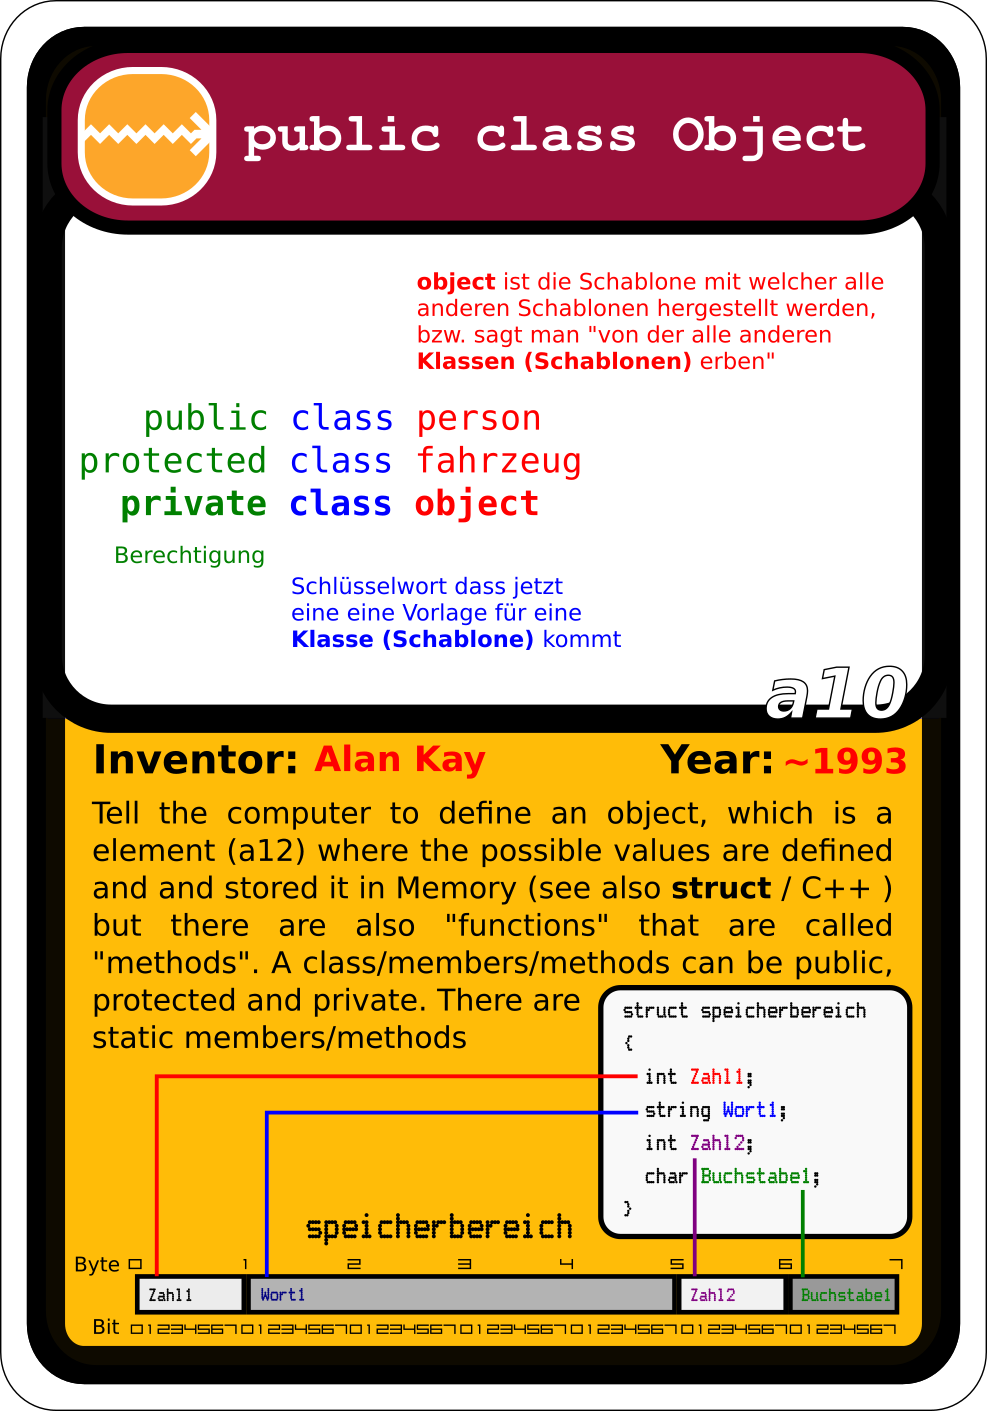 public class Object
object ist die Schablone mit welcher alle
anderen Schablonen hergestellt werden,
bzw. sagt man "von der alle anderen
Klassen (Schablonen) erben"
public class person
protected class fahrzeug
private class object
Berechtigung
Schlüsselwort dass jetzt
eine eine Vorlage für eine
Klasse (Schablone) kommt
a10
Inventor: Alan Kay Year: ~1993
Tell the computer to define an object, which is a
element (a12) where the possible values are defined
and and stored it in Memory (see also struct / C++ )
but there are also "functions" that are called
"methods". A class/members/methods can be public,
protected and private. There are
static members/methods
struct speicherbereich
{
int Zahl1;
string Wort1;
int Zahl2;
char Buchstabe1;
}
speicherbereich
Byte 0 1 2 3 4 5 6 7
Zahl1 Wort1 Zahl2 Buchstabe1
Bit 01234567012345670123456701234567012345670123456701234567